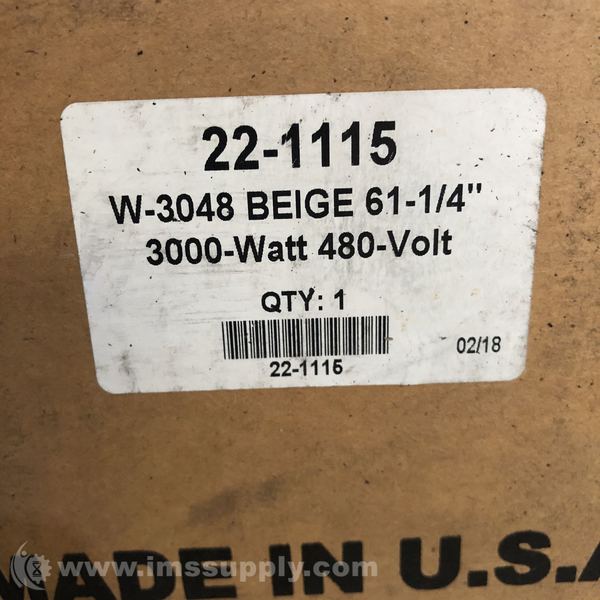 22-1115
W-3048 BEIGE 61-1/4"
3000-Watt 480-Volt
QTY: 1
22-1115
02/18
MADE IN U.S.A
www.imssupply.com